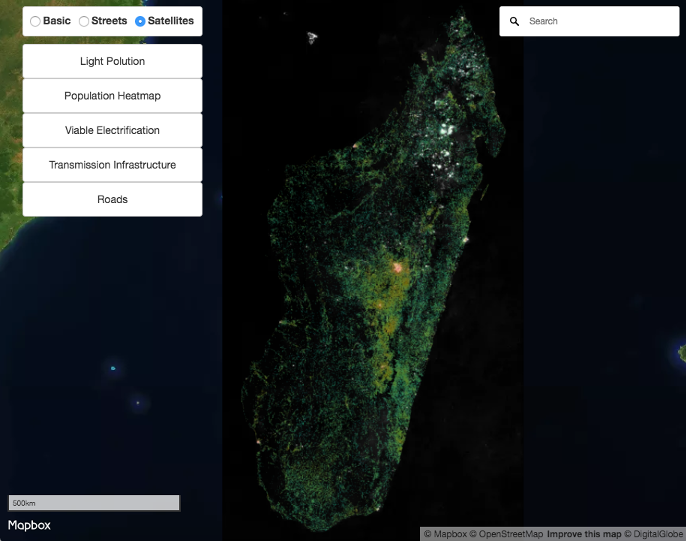 Basic Streets Satellites
Search
Light Polution
Population Heatmap
Viable Electrification
Transmission Infrastructure
Roads
500km
Mapbox
© Mapbox © OpenStreetMap Improve this map © DigitalGlobe